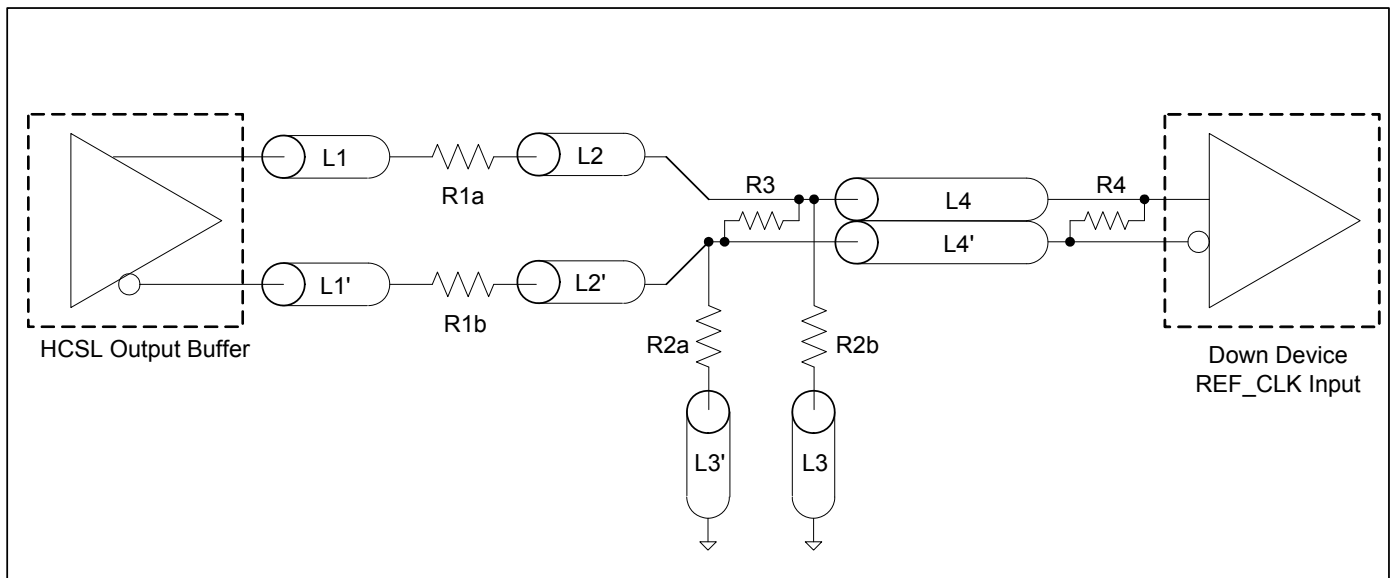 L1
R1a
L2
R3
L4
R4
L4'
L1'
R1b
L2'
HCSL Output Buffer
R2a
R2b
Down Device
REF_CLK Input
L3'
L3